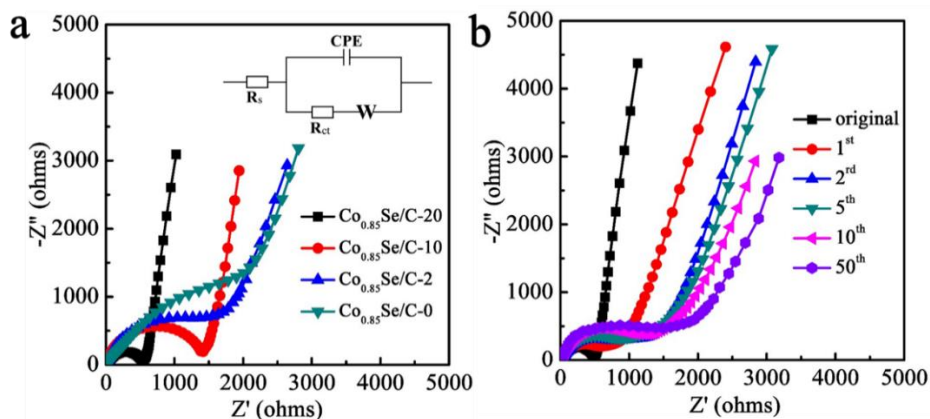 a
5000
4000
3000
2000
1000
0
0 1000 2000 3000 4000 5000
-Z" (ohms)
Z' (ohms)
CPE
Rs
Rct
W
Co0.85Se/C-20
Co0.85Se/C-10
Co0.85Se/C-2
Co0.85Se/C-0
b
5000
4000
3000
2000
1000
0
0 1000 2000 3000 4000 5000
-Z" (ohms)
Z' (ohms)
original
1st
2rd
5th
10th
50th